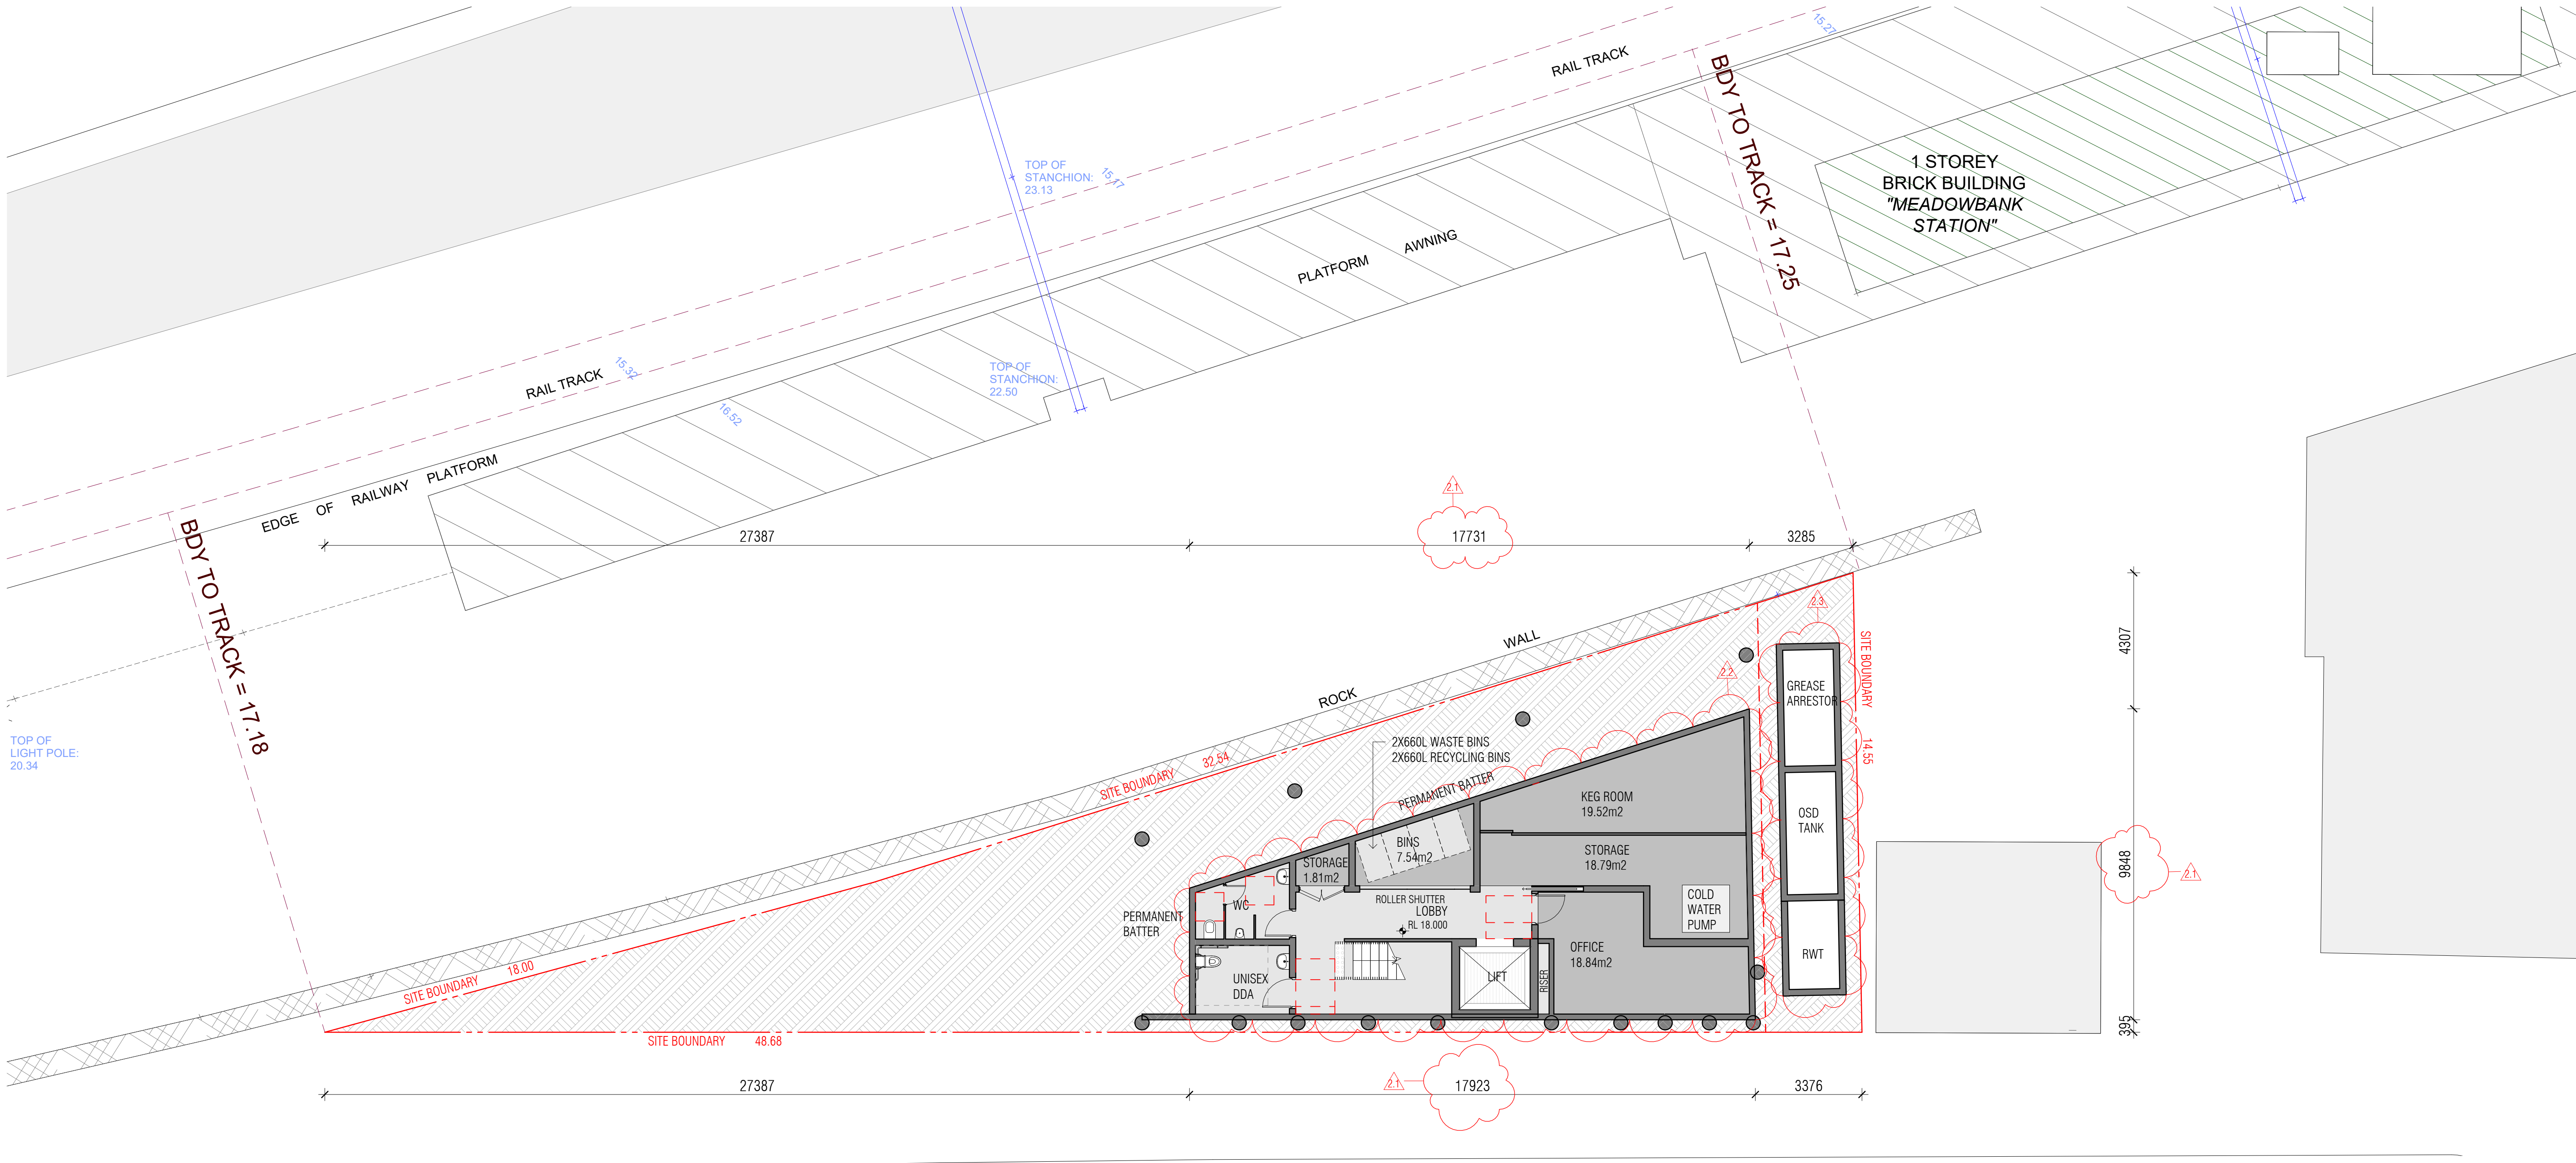 15.27
RAIL TRACK
BDY TO TRACK = 17.25
1 STOREY
BRICK BUILDING
"MEADOWBANK
STATION"
TOP OF
STANCHION:
23.13
15.17
PLATFORM AWNING
RAIL TRACK
15.32
TOP OF
STANCHION:
22.50
16.52
EDGE OF RAILWAY PLATFORM
BDY TO TRACK = 17.18
2.1
27387
17731
3285
2.3
WALL
ROCK
SITE BOUNDARY
14.55
4307
2.2
GREASE
ARRESTOR
TOP OF
LIGHT POLE:
20.34
2X660L WASTE BINS
2X660L RECYCLING BINS
SITE BOUNDARY 32.54
PERMANENT BATTER
KEG ROOM
19.52m2
OSD
TANK
BINS
7.54m2
STORAGE
18.79m2
STORAGE
1.81m2
9848
2.1
COLD
WATER
PUMP
ROLLER SHUTTER
LOBBY
RL 18.000
WC
PERMANENT
BATTER
OFFICE
18.84m2
RWT
SITE BOUNDARY 18.00
UNISEX
DDA
LIFT
RISER
395
SITE BOUNDARY 48.68
27387
2.1
17923
3376